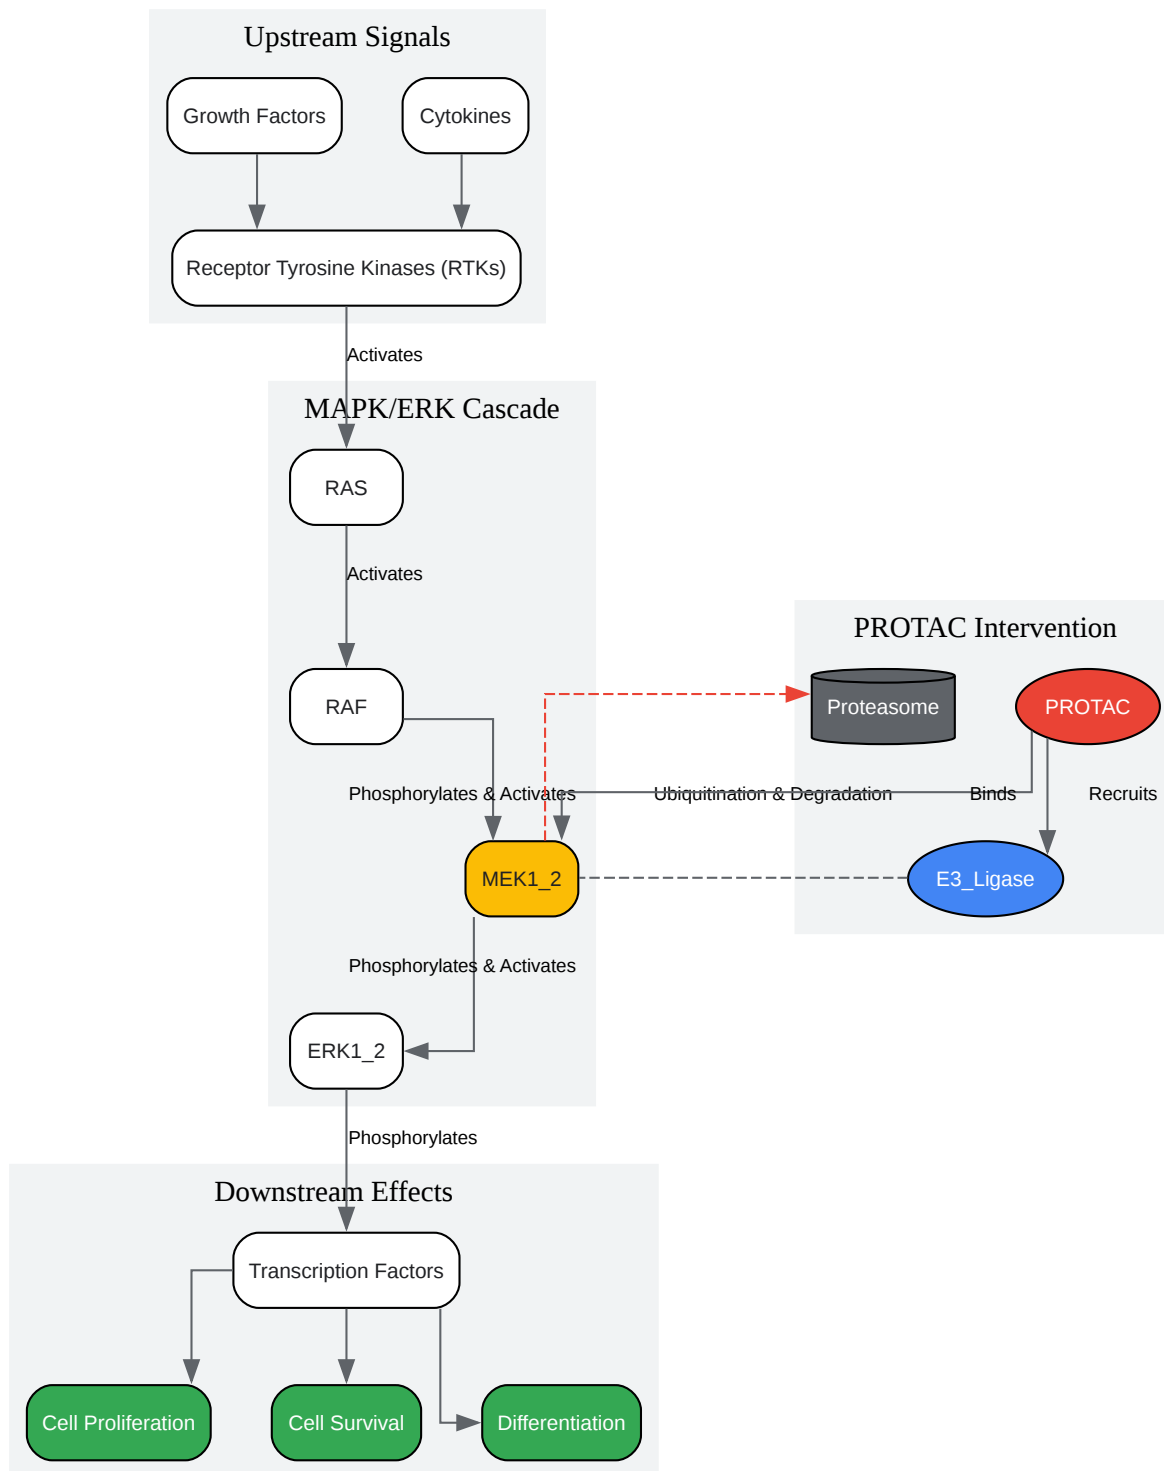 Upstream Signals
Growth Factors
Cytokines
Receptor Tyrosine Kinases (RTKs)
Activates
MAPK/ERK Cascade
RAS
Activates
RAF
Phosphorylates & Activates
MEK1_2
Phosphorylates & Activates
ERK1_2
PROTAC Intervention
Proteasome
PROTAC
Ubiquitination & Degradation
Binds
Recruits
E3_Ligase
Phosphorylates
Downstream Effects
Transcription Factors
Cell Proliferation
Cell Survival
Differentiation